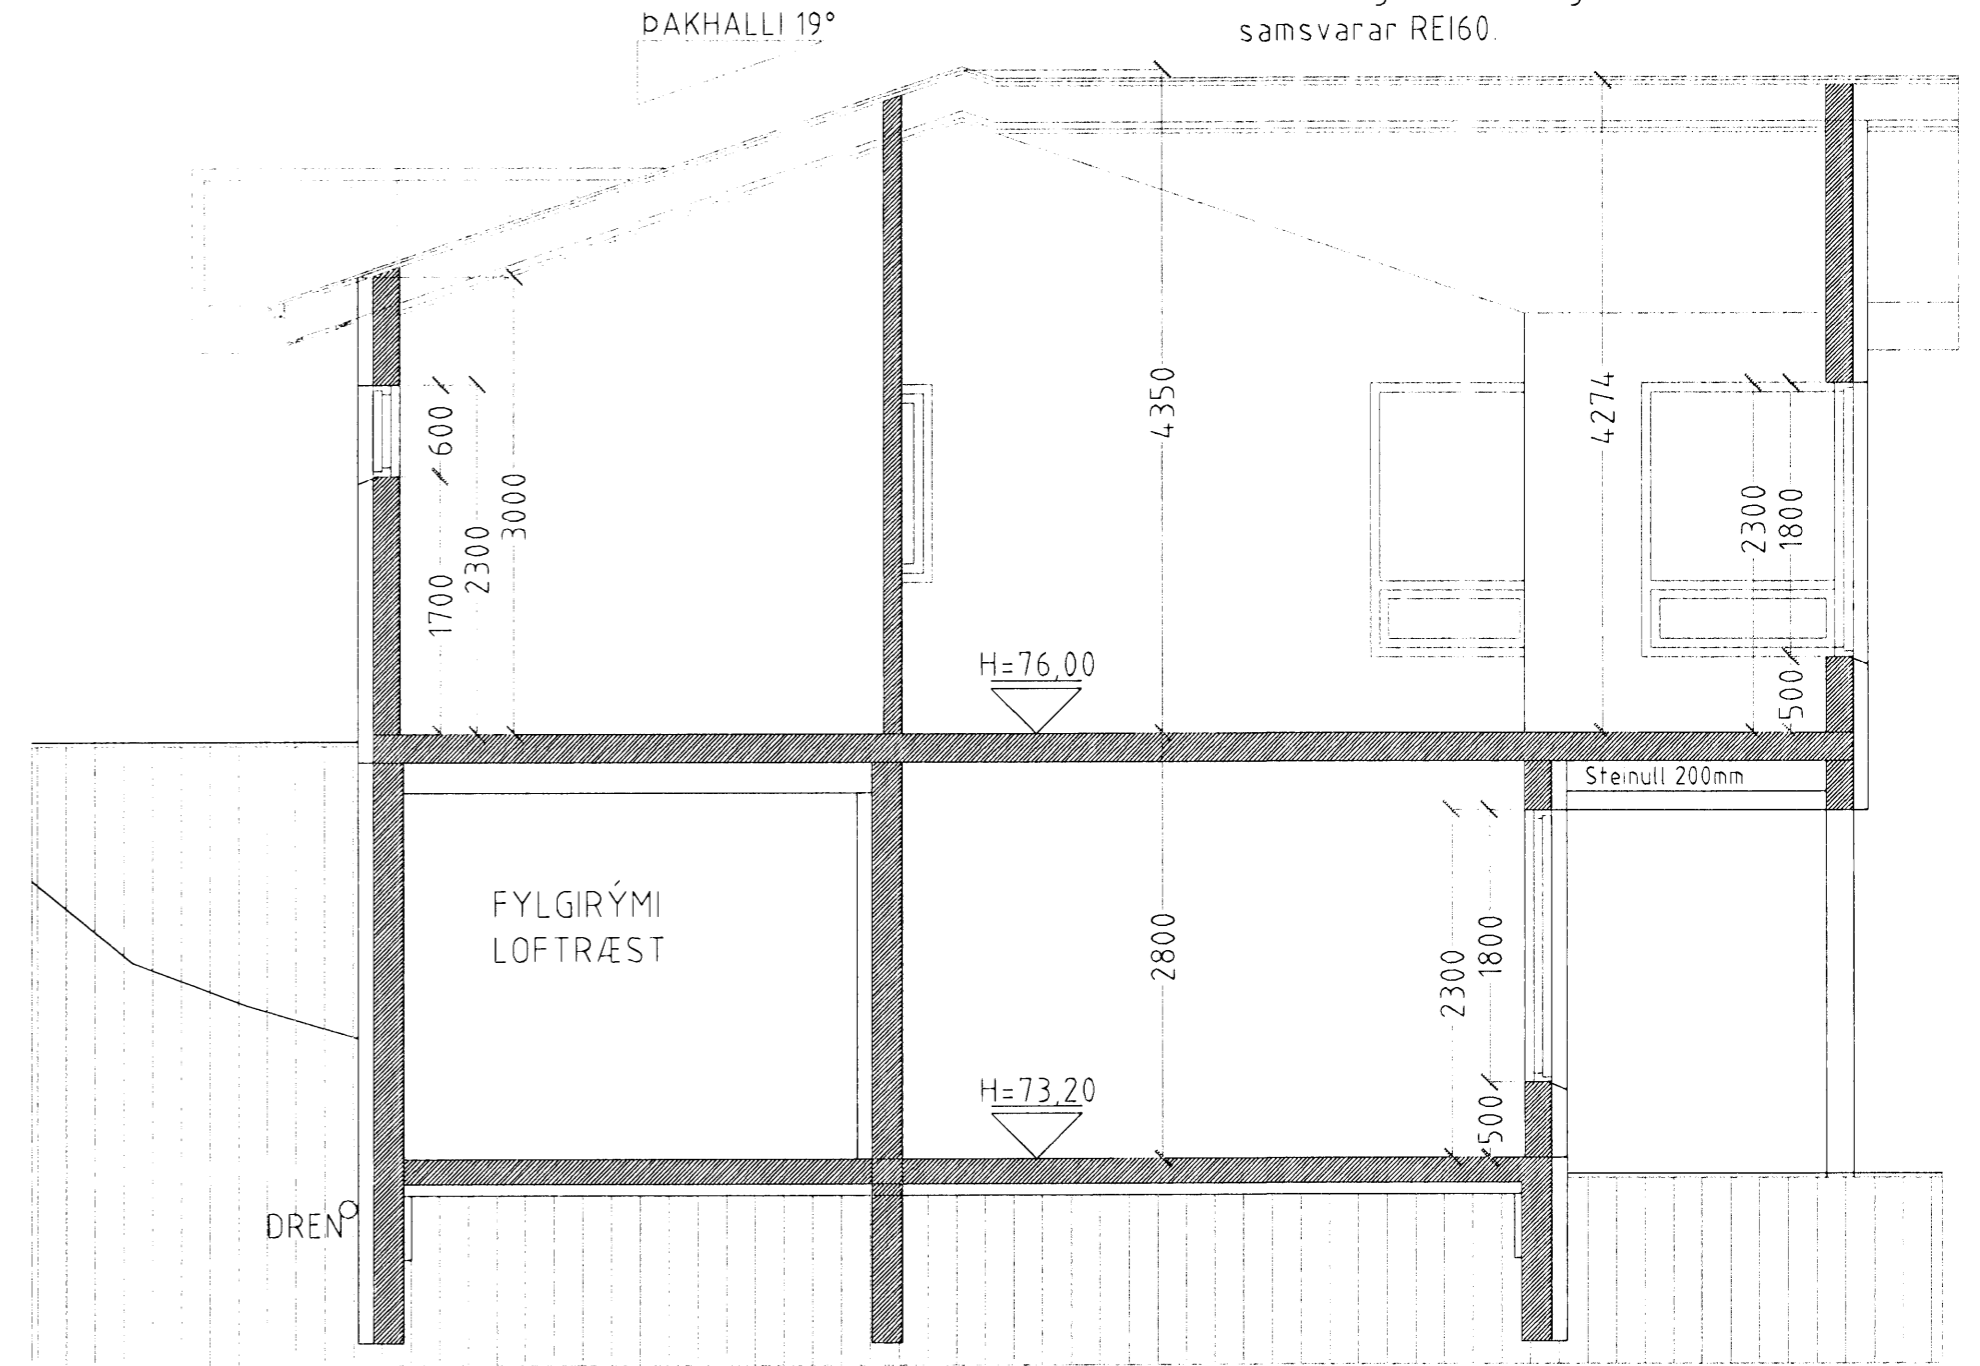 ÞAKHALLI 19°
samsvarar REI60.
600
1700
2300
3000
4350
4274
2300
1800
500
H=76,00
Steinull 200mm
FYLGIRÝMI
LOFTRÆST
2800
2300
1800
500
H=73,20
DREN